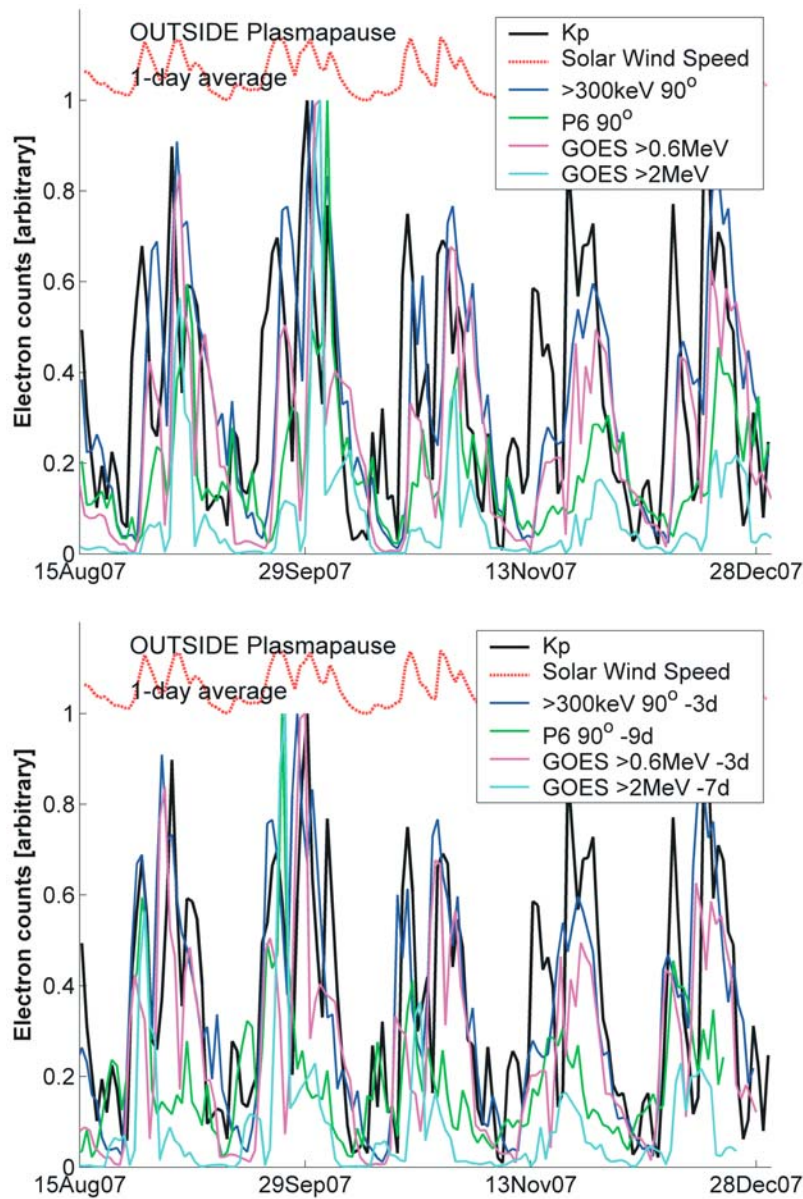 OUTSIDE Plasmapause
1-day average
Kp
Solar Wind Speed
>300keV 90°
P6 90°
GOES >0.6MeV
GOES >2MeV
Electron counts [arbitrary]
1
0.8
0.6
0.4
0.2
0
15Aug07
29Sep07
13Nov07
28Dec07
OUTSIDE Plasmapause
1-day average
Kp
Solar Wind Speed
>300keV 90° -3d
P6 90° -9d
GOES >0.6MeV -3d
GOES >2MeV -7d
Electron counts [arbitrary]
1
0.8
0.6
0.4
0.2
0
15Aug07
29Sep07
13Nov07
28Dec07